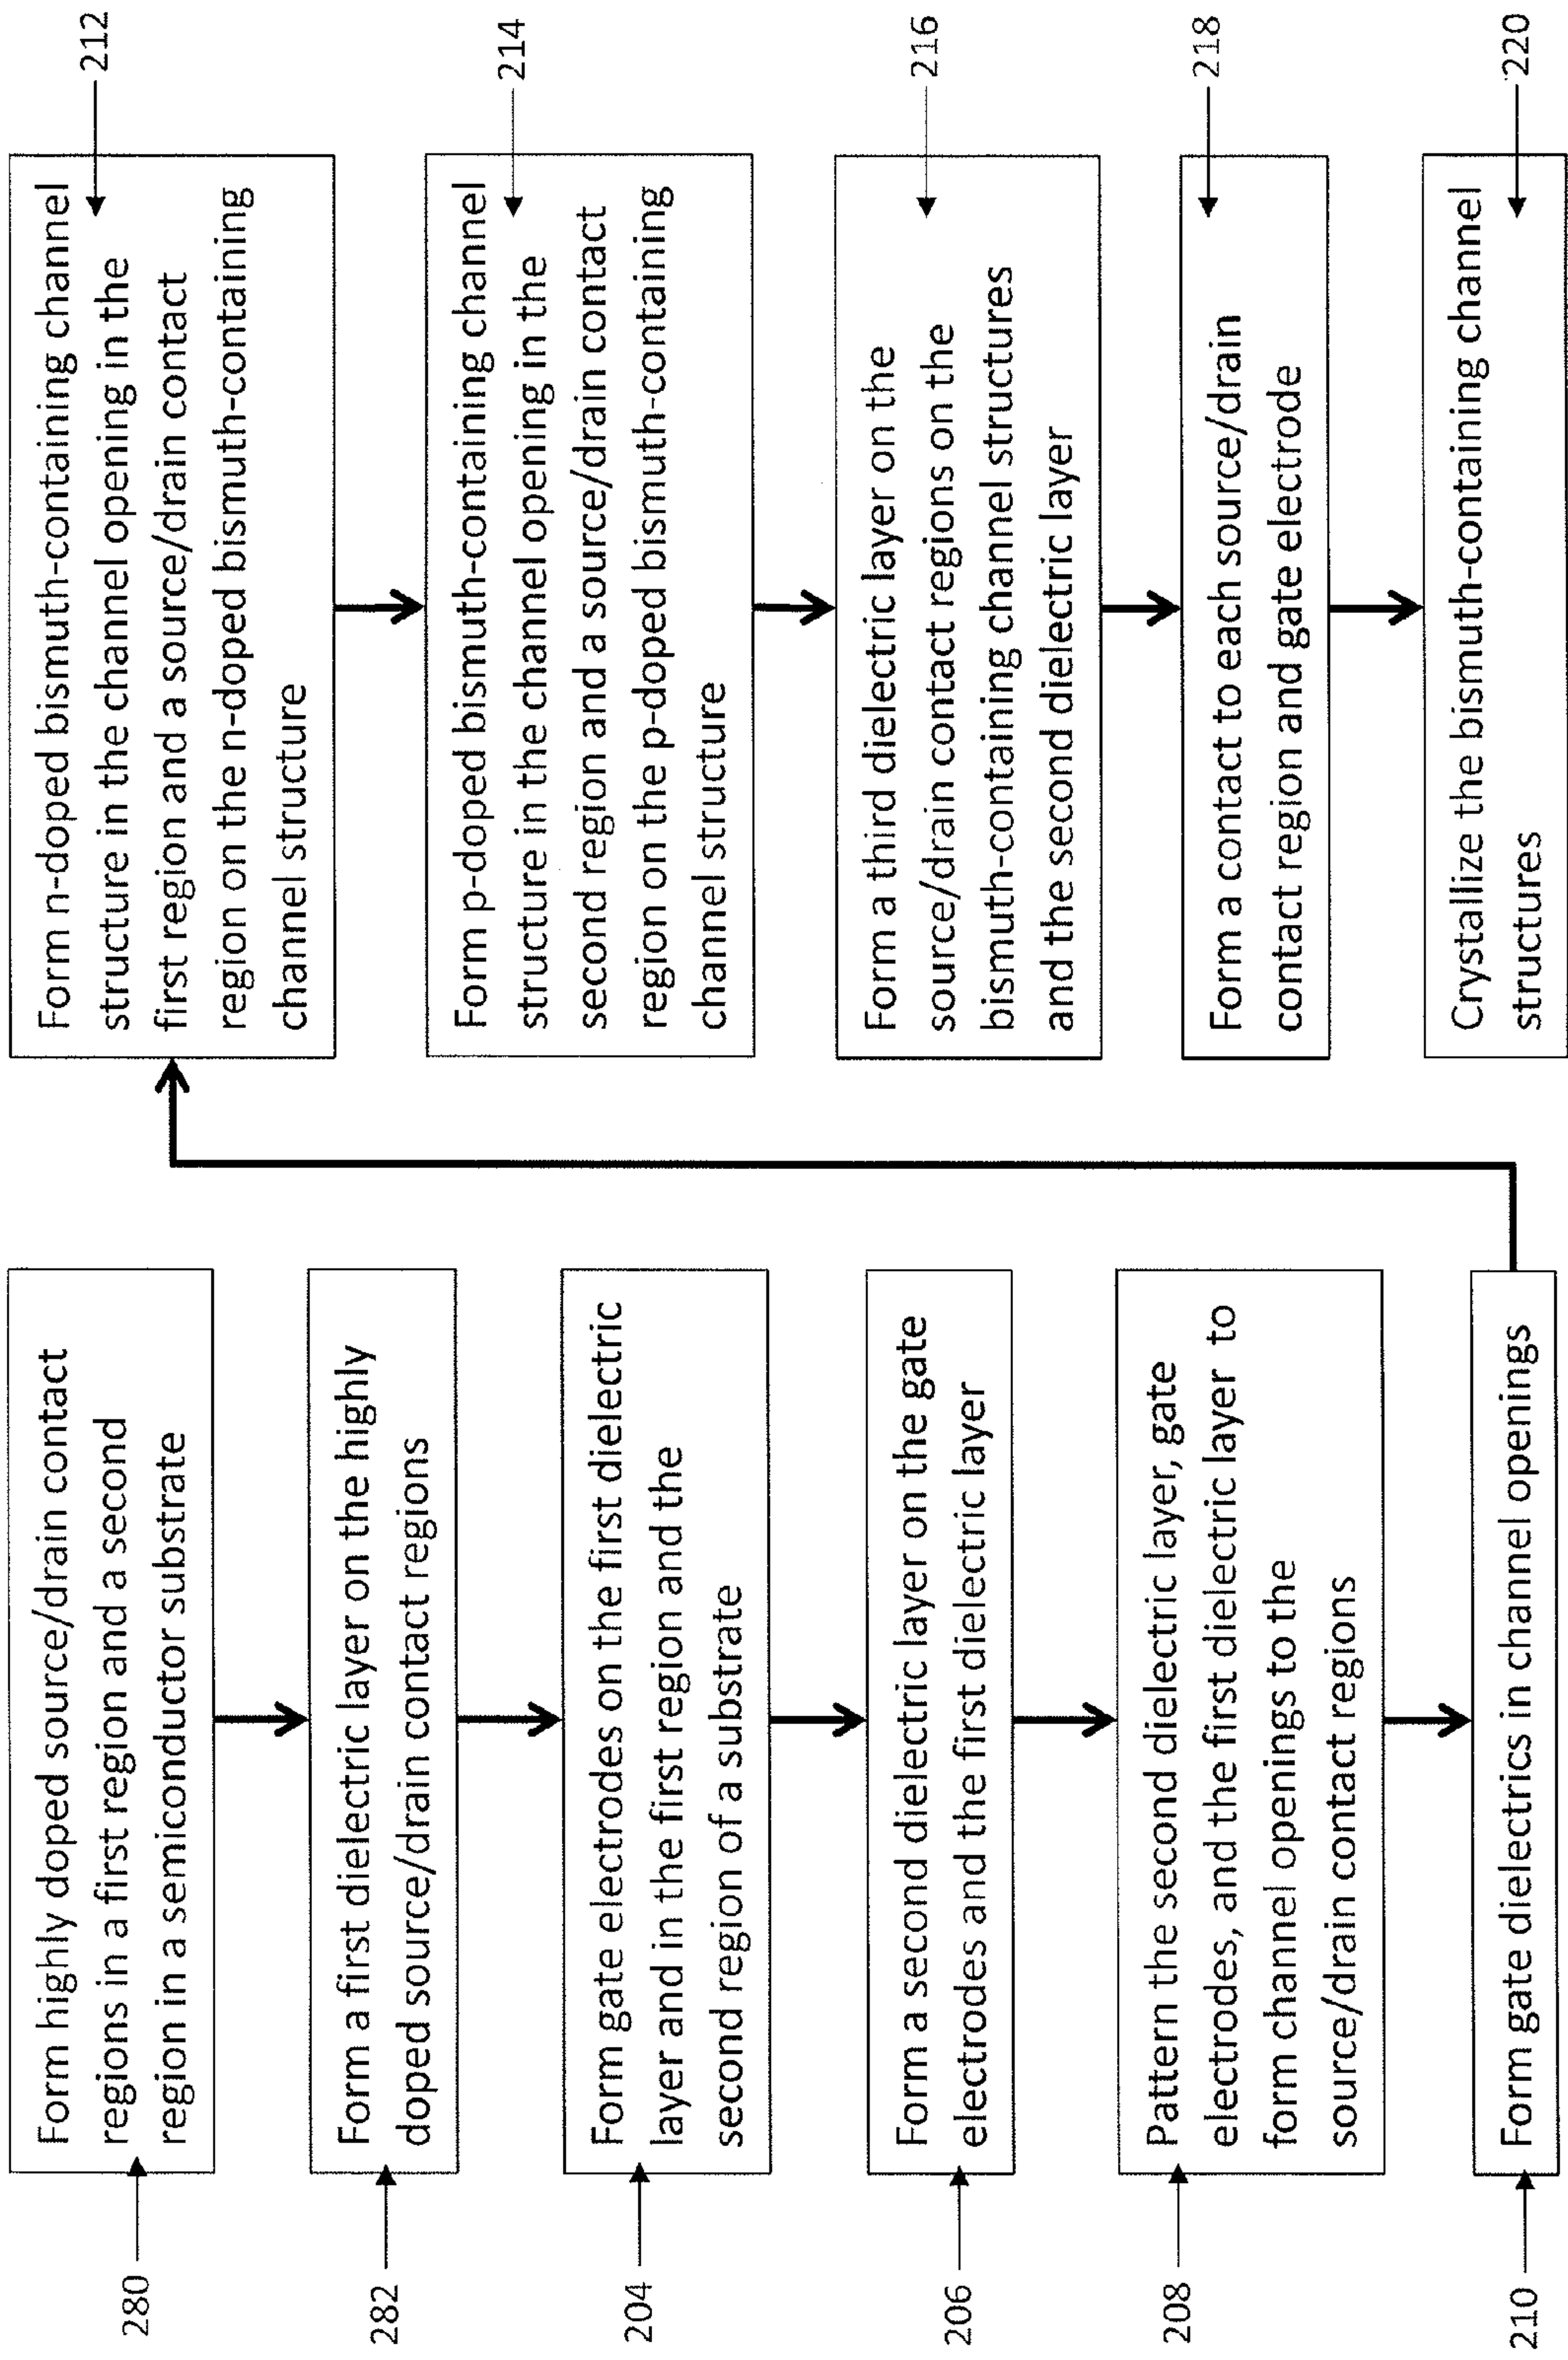 280
Form highly doped source/drain contact
regions in a first region and a second
region in a semiconductor substrate
282
Form a first dielectric layer on the highly
doped source/drain contact regions
204
Form gate electrodes on the first dielectric
layer and in the first region and the
second region of a substrate
206
Form a second dielectric layer on the gate
electrodes and the first dielectric layer
208
Pattern the second dielectric layer, gate
electrodes, and the first dielectric layer to
form channel openings to the
source/drain contact regions
210
Form gate dielectrics in channel openings
Form n-doped bismuth-containing channel
structure in the channel opening in the
first region and a source/drain contact
region on the n-doped bismuth-containing
channel structure
212
Form p-doped bismuth-containing channel
structure in the channel opening in the
second region and a source/drain contact
region on the p-doped bismuth-containing
channel structure
214
Form a third dielectric layer on the
source/drain contact regions on the
bismuth-containing channel structures
and the second dielectric layer
216
Form a contact to each source/drain
contact region and gate electrode
218
Crystallize the bismuth-containing channel
structures
220